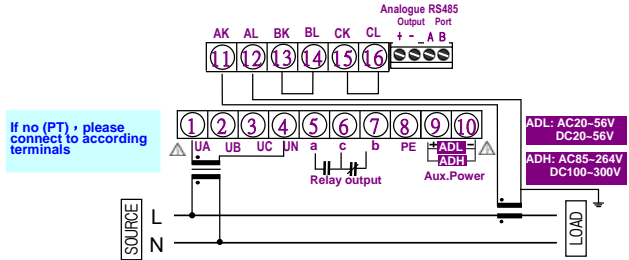 Analogue RS485
Output Port
AK AL BK BL CK CL + - A B
11 12 13 14 15 16
If no (PT)，please
connect to according
terminals
1 2 3 4 5 6 7 8 9 10
UA UB UC UN a c b PE + ADL -
ADH
Relay output
Aux.Power
ADL: AC20~56V
DC20~56V
ADH: AC85~264V
DC100~300V
SOURCE
L
N
LOAD